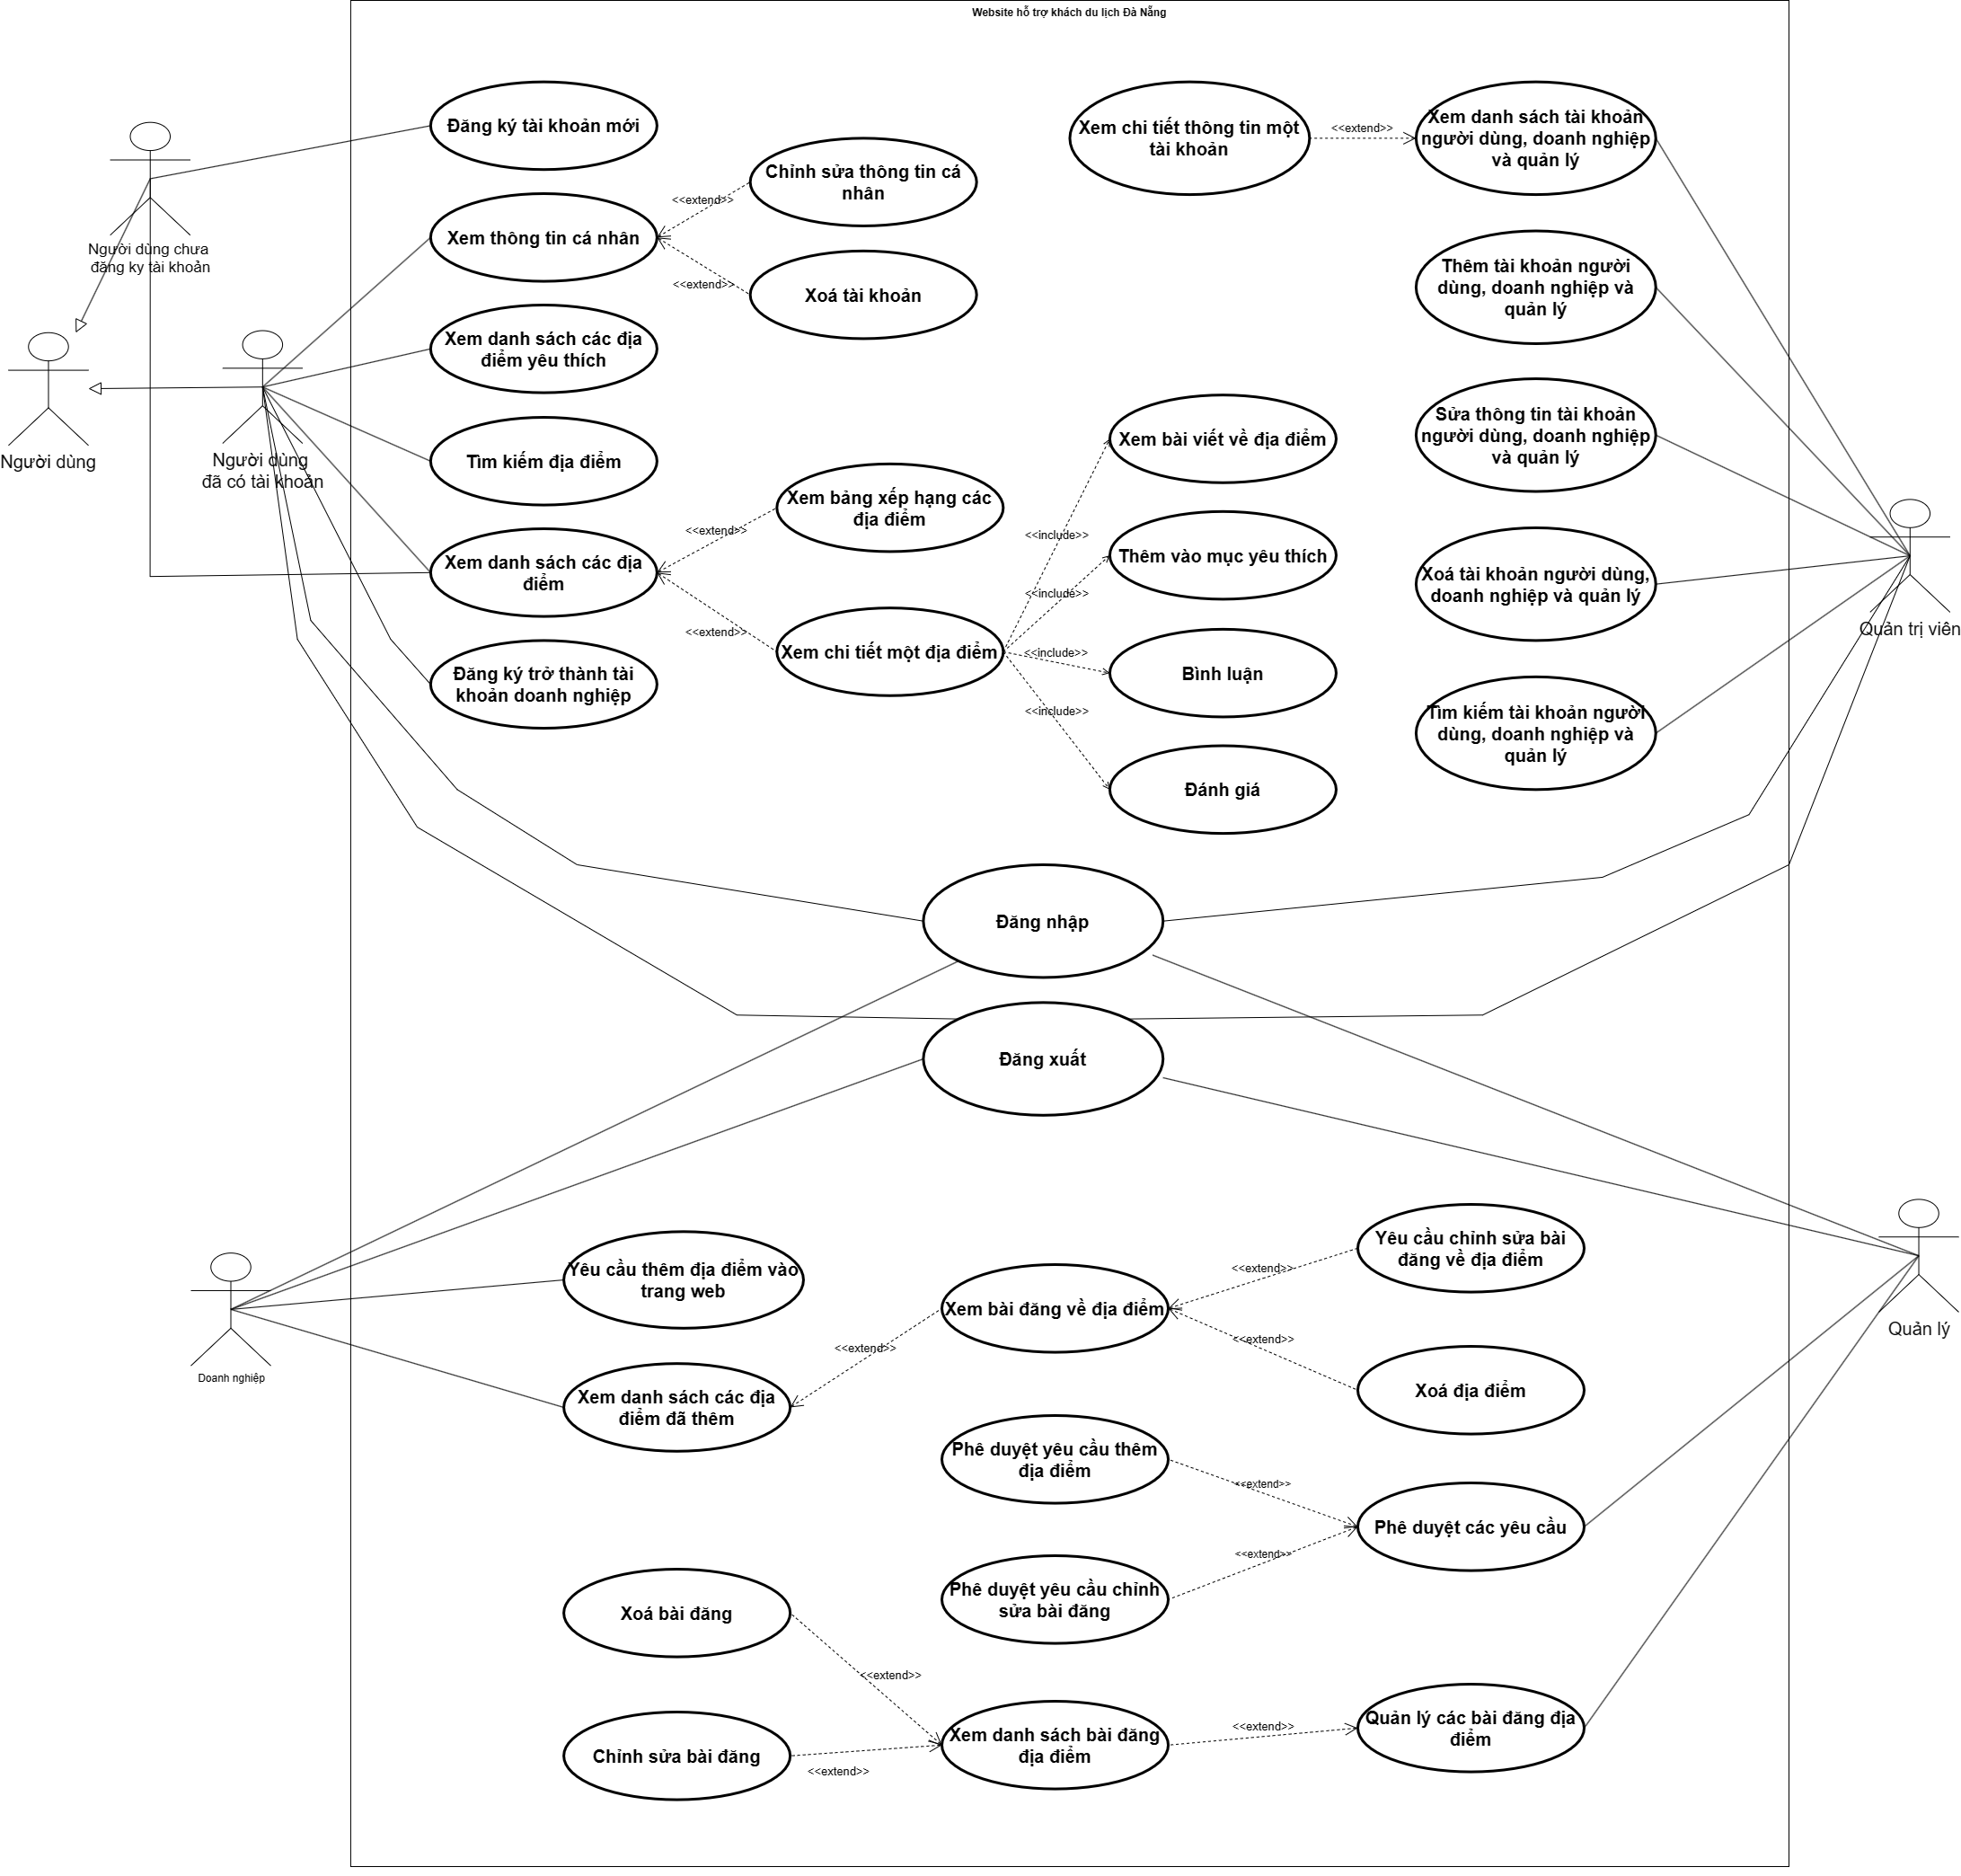 Website hỗ trợ khách du lịch Đà Nẵng
Đăng ký tài khoản mới
Xem chi tiết thông tin một
tài khoản
<<extend>>
Xem danh sách tài khoản
người dùng, doanh nghiệp
và quản lý
Chỉnh sửa thông tin cá
nhân
<<extend>>
Xem thông tin cá nhân
Người dùng chưa
đăng ky tài khoản
<<extend>>
Xoá tài khoản
Thêm tài khoản người
dùng, doanh nghiệp và
quản lý
Xem danh sách các địa
điểm yêu thích
Người dùng
Người dùng
đã có tài khoản
Tìm kiếm địa điểm
Xem bài viết về địa điểm
Sửa thông tin tài khoản
người dùng, doanh nghiệp
và quản lý
Xem bảng xếp hạng các
địa điểm
<<extend>>
<<include>>
Thêm vào mục yêu thích
Xem danh sách các địa
điểm
<<include>>
Xoá tài khoản người dùng,
doanh nghiệp và quản lý
Quản trị viên
<<extend>>
Xem chi tiết một địa điểm
<<include>>
Bình luận
Đăng ký trở thành tài
khoản doanh nghiệp
<<include>>
Tìm kiếm tài khoản người
dùng, doanh nghiệp và
quản lý
Đánh giá
Đăng nhập
Đăng xuất
Yêu cầu chỉnh sửa bài
đăng về địa điểm
<<extend>>
Yêu cầu thêm địa điểm vào
trang web
Xem bài đăng về địa điểm
Quản lý
<<extend>>
<<extend>>
Doanh nghiệp
Xem danh sách các địa
điểm đã thêm
Xoá địa điểm
Phê duyệt yêu cầu thêm
địa điểm
<<extend>>
Phê duyệt các yêu cầu
<<extend>>
Phê duyệt yêu cầu chỉnh
sửa bài đăng
Xoá bài đăng
<<extend>>
Quản lý các bài đăng địa
điểm
<<extend>>
Xem danh sách bài đăng
địa điểm
Chỉnh sửa bài đăng
<<extend>>